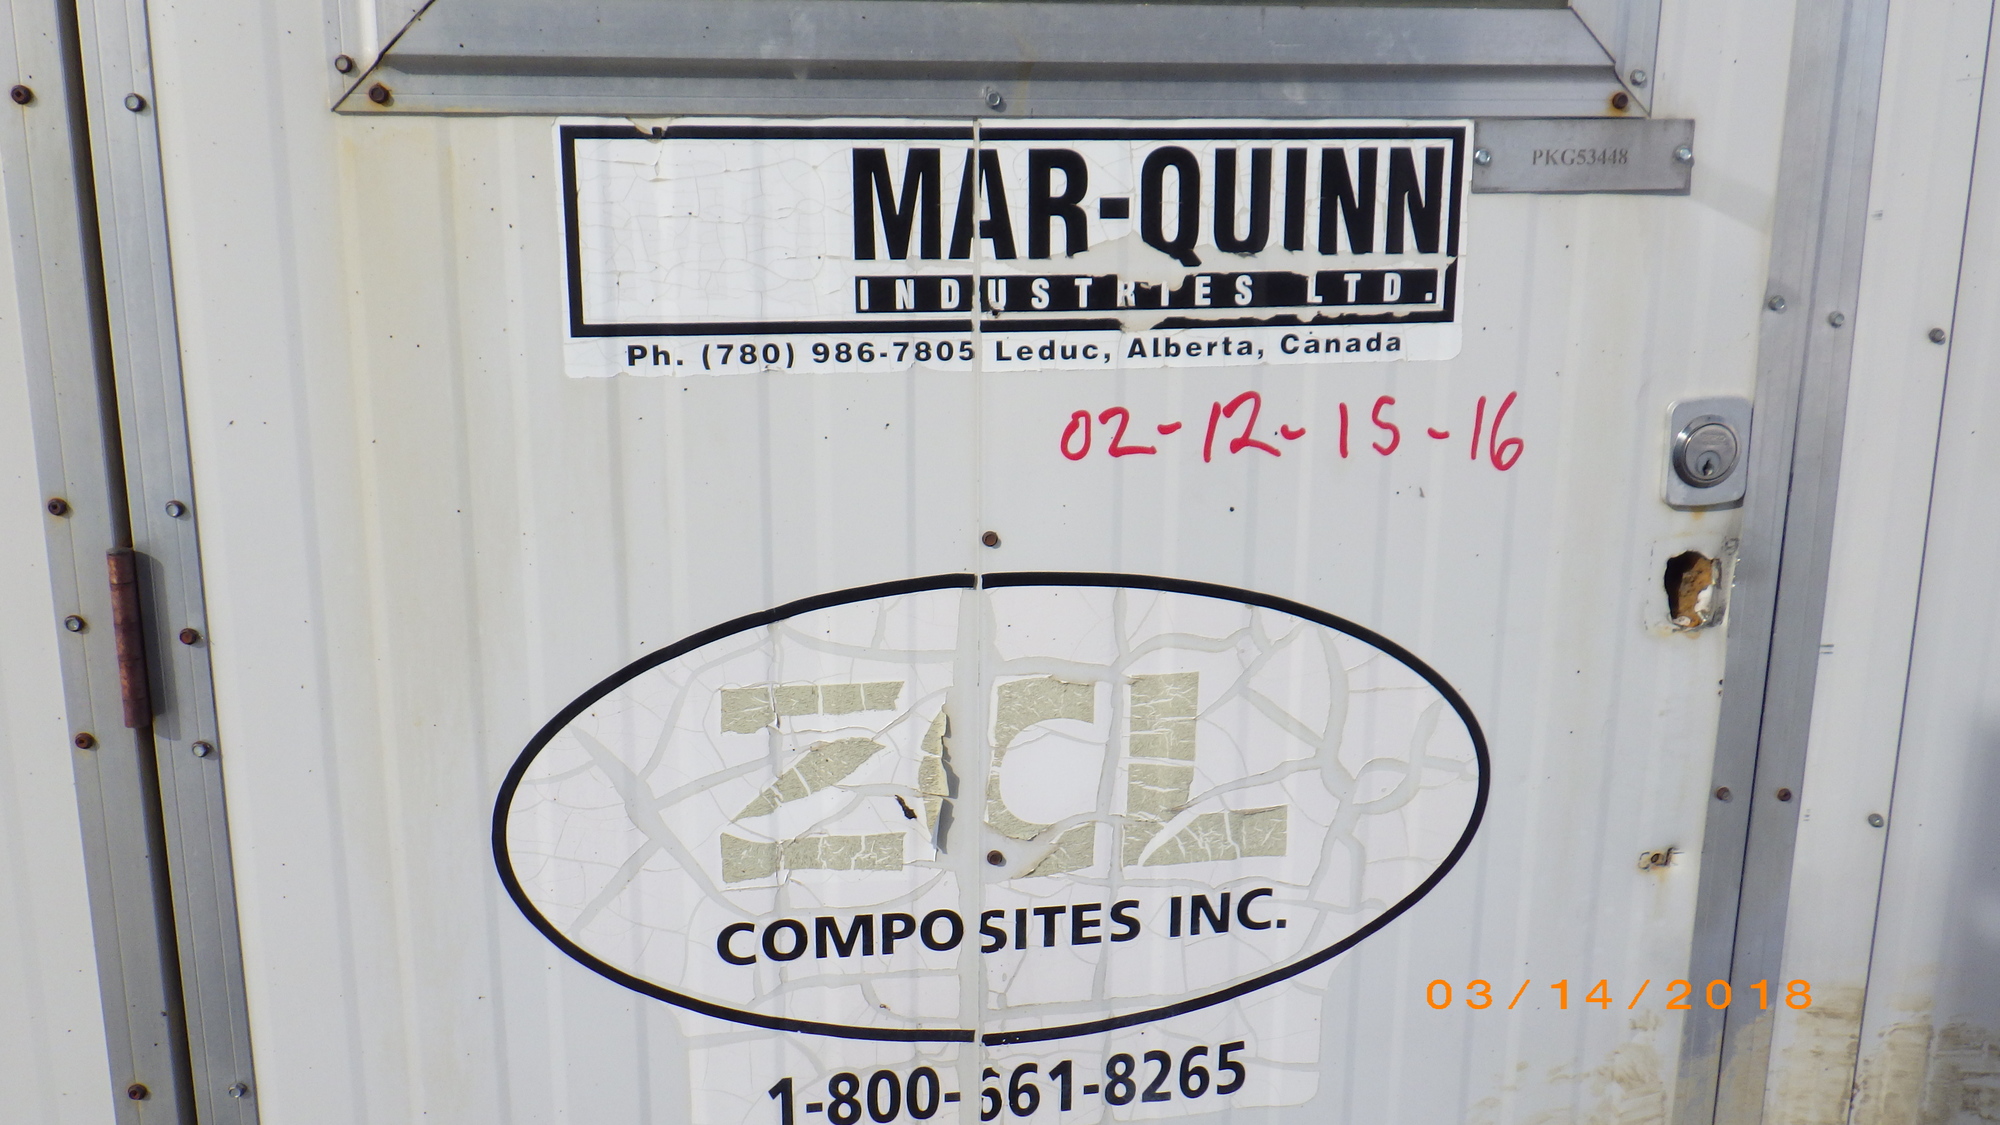 MAR-QUINN
PKG53448
INDUSTRIES LTD.
Ph. (780) 986-7805 Leduc, Alberta, Canada
02-12-15-16
ZCL
COMPOSITES INC.
03/14/2018
1-800-661-8265